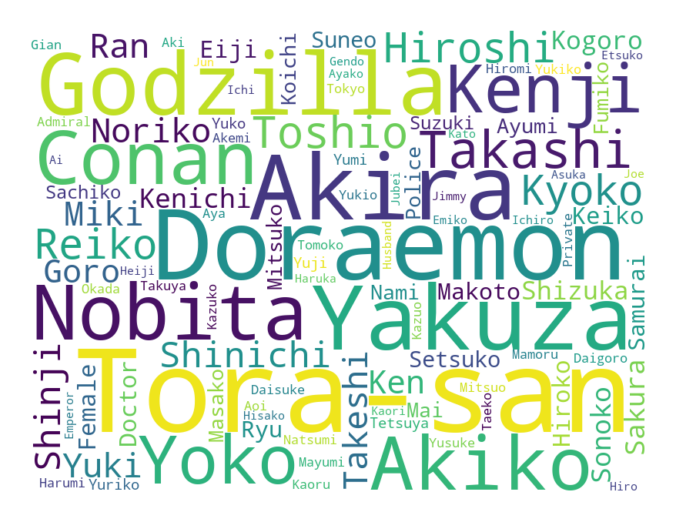 Gian
Aki
Eiji
Suneo
Hiroshi
Kogoro
Ran
Jun
Koichi
Gendo
Etsuko
Godzilla
Ayako
Hiromi
Yukiko
Kenji
Ichi
Tokyo
Fumiko
Admiral
Noriko
Yuko
Toshio
Suzuki
Ayumi
Akemi
Kato
Conan
Takashi
Ai
Yumi
Police
Akira
Jubei
Asuka
Joe
Sachiko
Kenichi
Yukio
Jimmy
Kyoko
Miki
Aya
Mitsuko
Doraemon
Emiko
Ichiro
Keiko
Reiko
Tomoko
Husband
Private
Goro
Heiji
Yuji
Samurai
Okada
Takuya
Haruka
Nami
Makoto
Shizuka
Nobita
Kazuko
Kazuo
Yakuza
Shinji
Shinichi
Setsuko
Mamoru
Daigoro
Tora-san
Emperor
Female
Doctor
Masako
Daisuke
Takeshi
Ken
Mitsuo
Hiroko
Sakura
Aoi
Hisako
Kaori
Mai
Taeko
Ryu
Tetsuya
Sonoko
Yuki
Yoko
Natsumi
Yusuke
Akiko
Mayumi
Harumi
Yuriko
Kaoru
Hiro